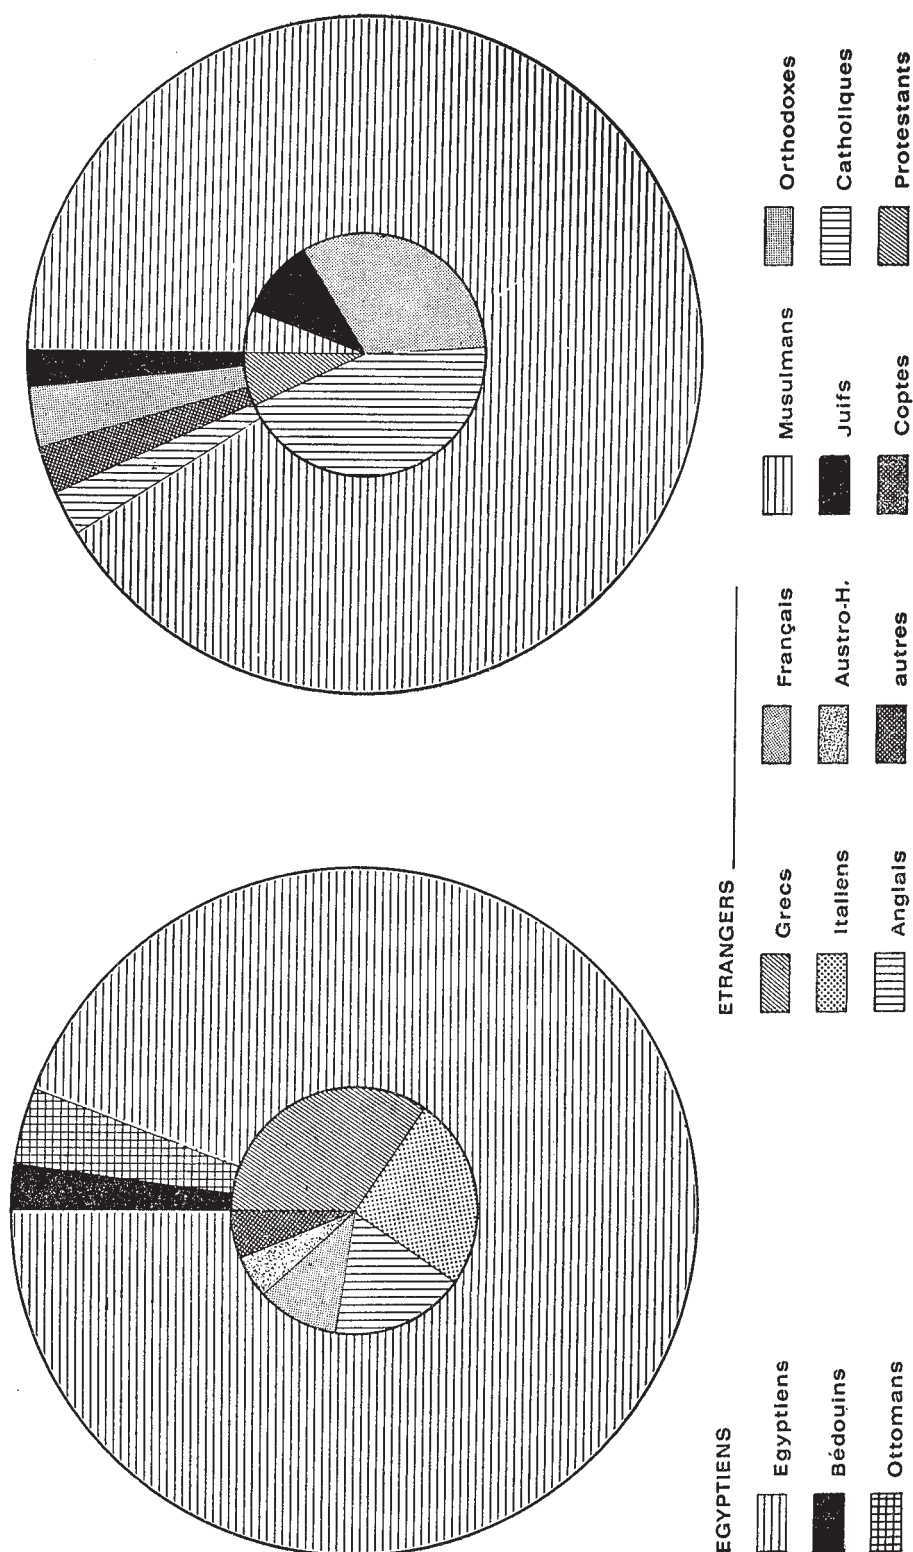 EGYPTIENS
Egyptiens
Bédouins
Ottomans
ETRANGERS
Grecs
Italiens
Anglais
Français
Austro-H.
autres
Musulmans
Juifs
Coptes
Orthodoxes
Catholiques
Protestants